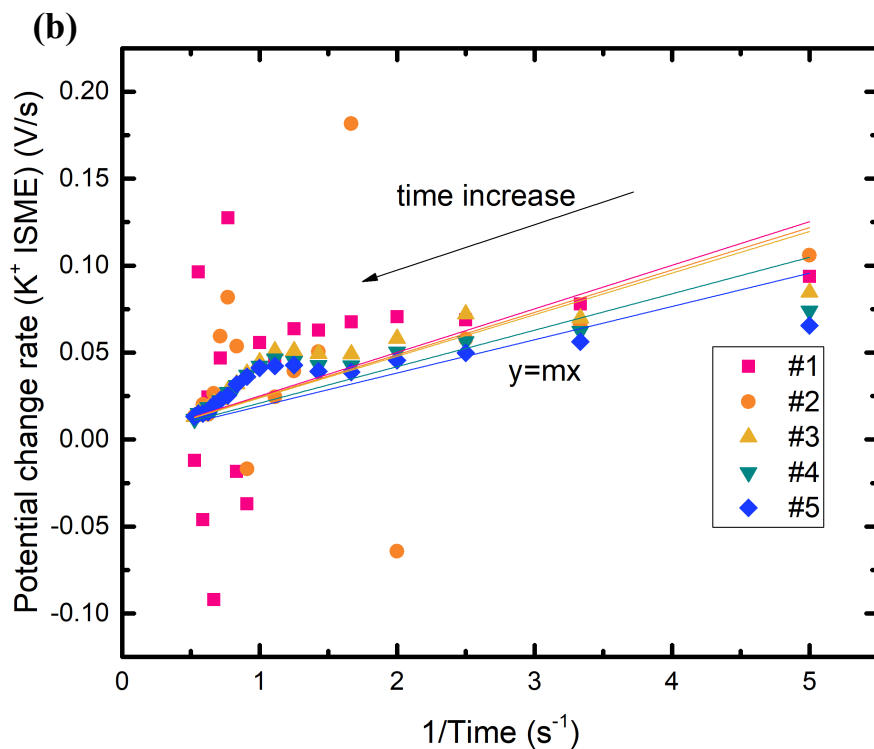 (b)
Potential change rate (K⁺ ISME) (V/s)
0.20
0.15
0.10
0.05
0.00
-0.05
-0.10
time increase
y=mx
#1
#2
#3
#4
#5
0 1 2 3 4 5
1/Time (s⁻¹)